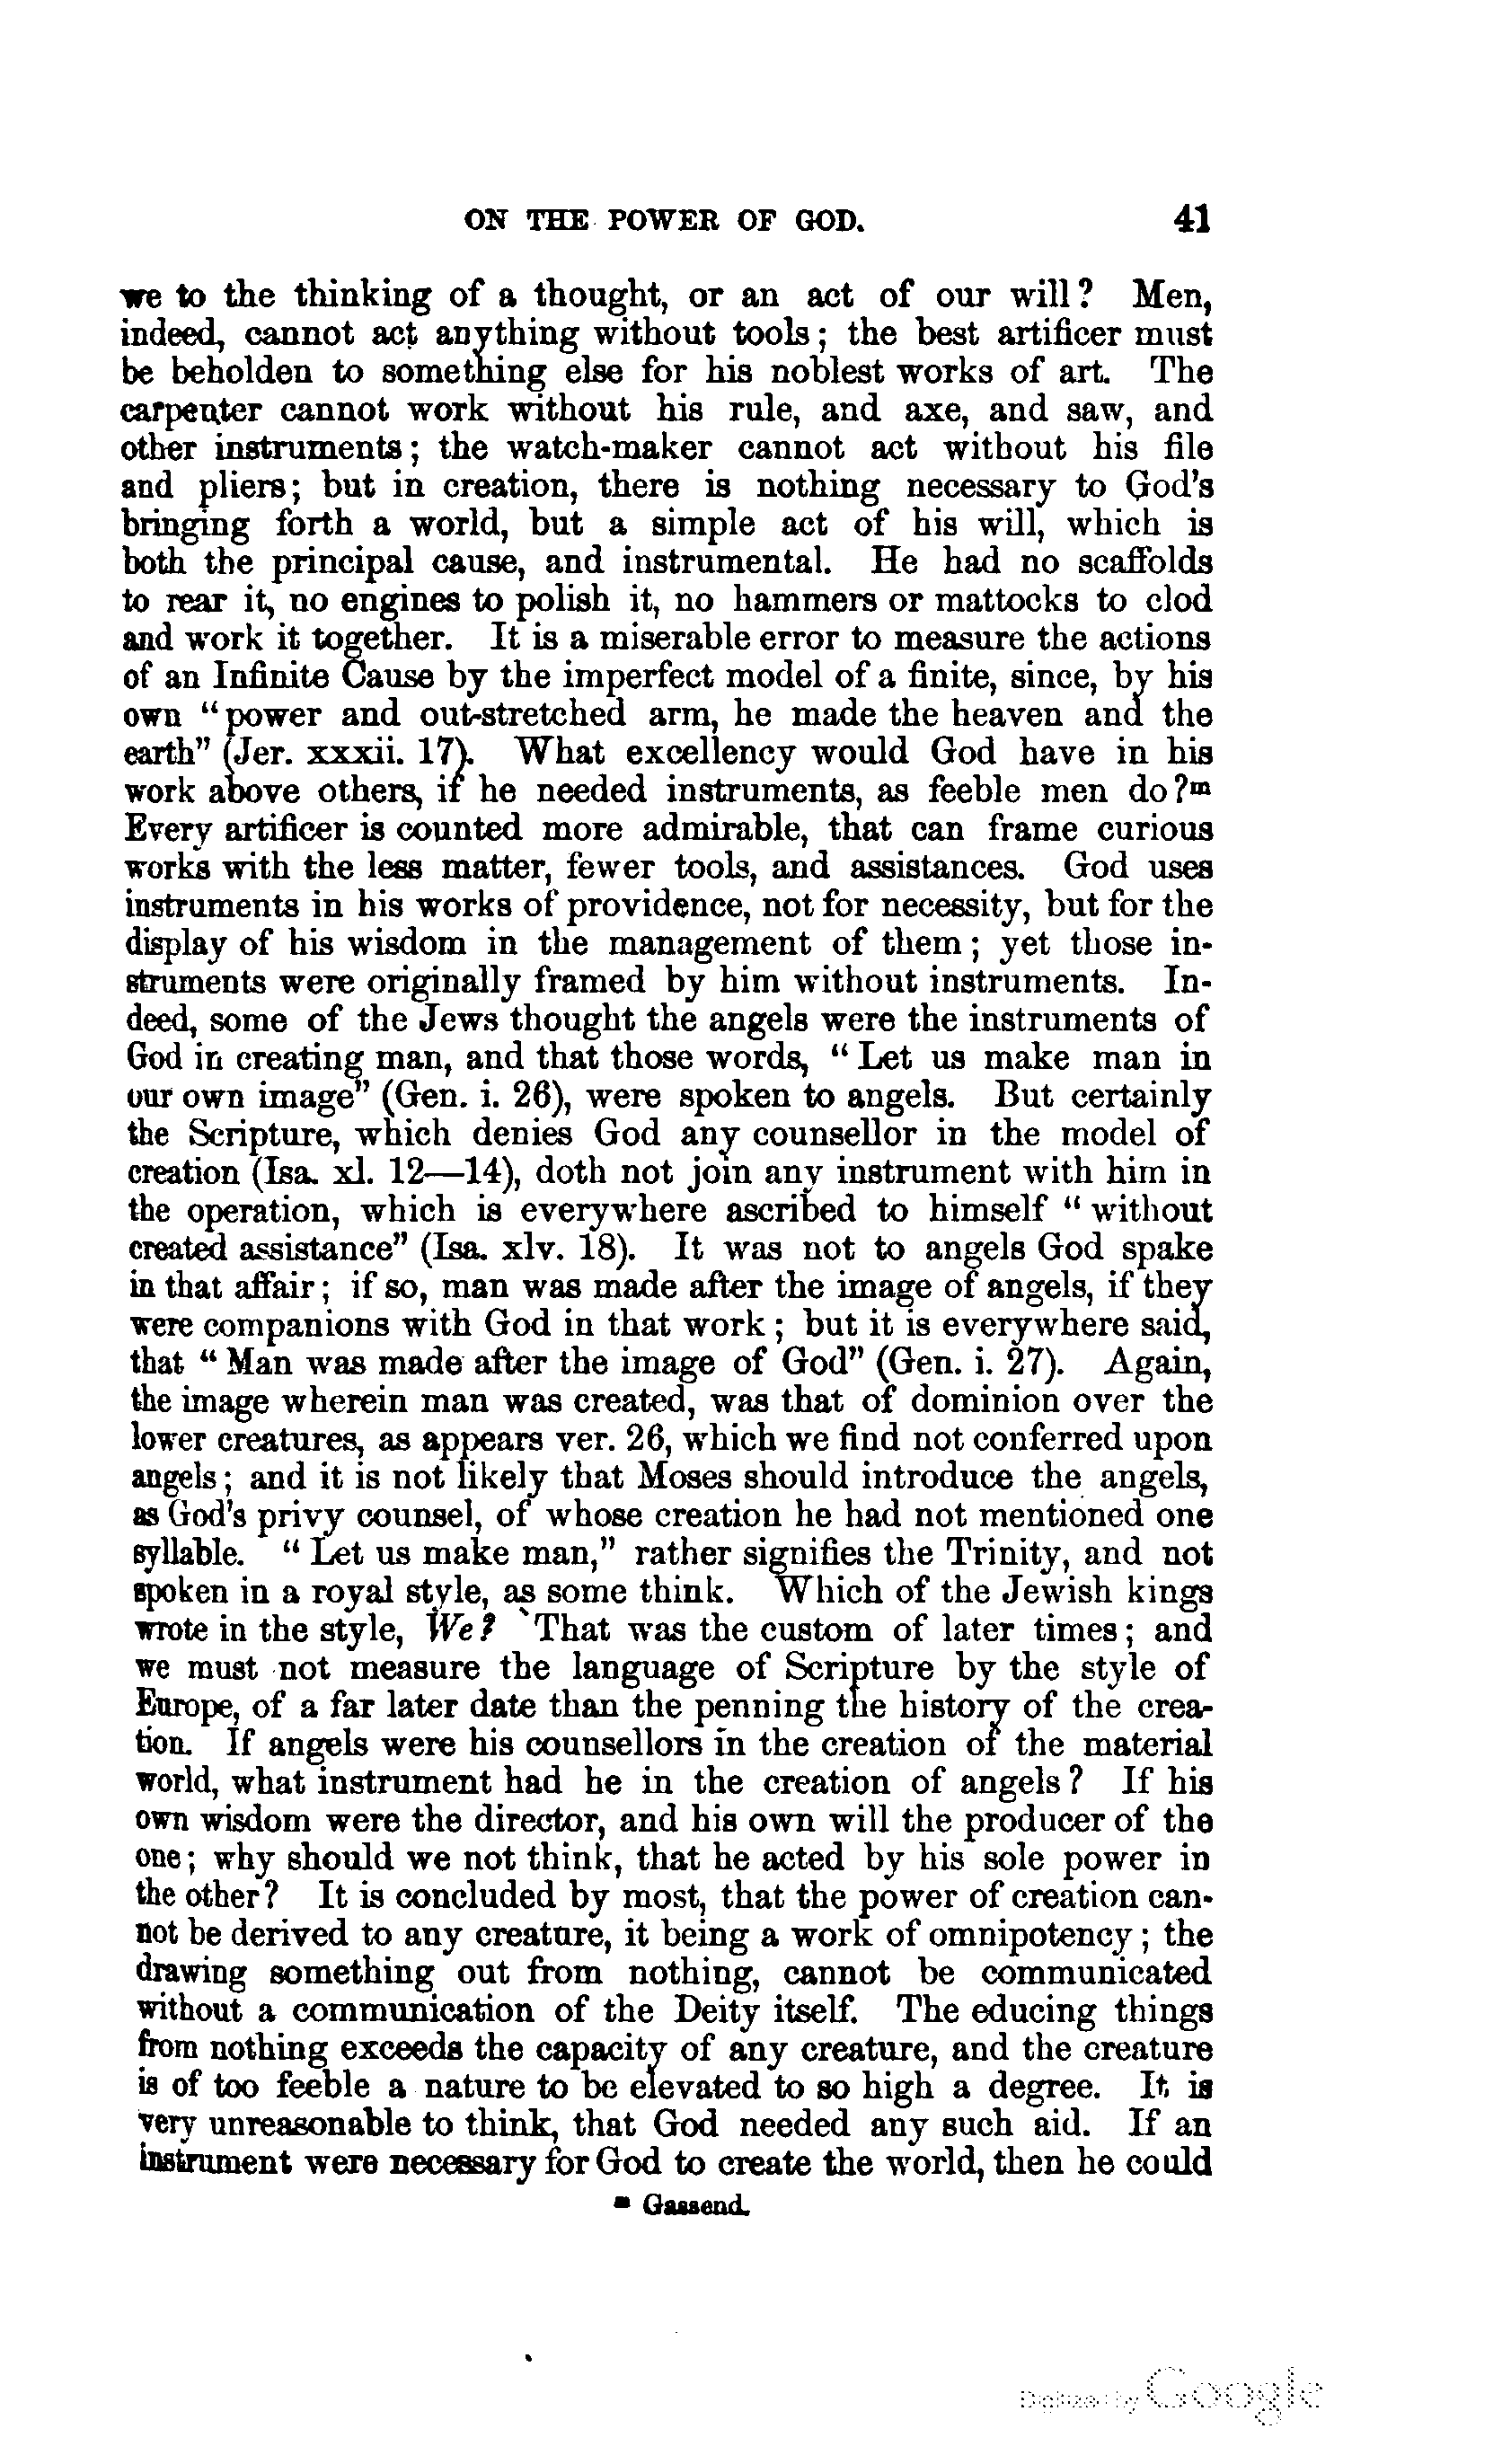 ON THE POWER OF GOD. 41
we to the thinking of a thought, or an act of our will? Men,
indeed, cannot act anything without tools; the best artificer must
be beholden to something else for his noblest works of art. The
carpenter cannot work without his rule, and axe, and saw, and
other instruments; the watch-maker cannot act without his file
and pliers; but in creation, there is nothing necessary to God's
bringing forth a world, but a simple act of his will, which is
both the principal cause, and instrumental. He had no scaffolds
to rear it, no engines to polish it, no hammers or mattocks to clod
and work it together. It is a miserable error to measure the actions
of an Infinite Cause by the imperfect model of a finite, since, by his
own "power and out-stretched arm, he made the heaven and the
earth" (Jer. xxxii. 17). What excellency would God have in his
work above others, if he needed instruments, as feeble men do?ᵐ
Every artificer is counted more admirable, that can frame curious
works with the less matter, fewer tools, and assistances. God uses
instruments in his works of providence, not for necessity, but for the
display of his wisdom in the management of them; yet those in-
struments were originally framed by him without instruments. In-
deed, some of the Jews thought the angels were the instruments of
God in creating man, and that those words, "Let us make man in
our own image" (Gen. i. 26), were spoken to angels. But certainly
the Scripture, which denies God any counsellor in the model of
creation (Isa. xl. 12—14), doth not join any instrument with him in
the operation, which is everywhere ascribed to himself "without
created assistance" (Isa. xlv. 18). It was not to angels God spake
in that affair; if so, man was made after the image of angels, if they
were companions with God in that work; but it is everywhere said,
that "Man was made after the image of God" (Gen. i. 27). Again,
the image wherein man was created, was that of dominion over the
lower creatures, as appears ver. 26, which we find not conferred upon
angels; and it is not likely that Moses should introduce the angels,
as God's privy counsel, of whose creation he had not mentioned one
syllable. "Let us make man," rather signifies the Trinity, and not
spoken in a royal style, as some think. Which of the Jewish kings
wrote in the style, We? That was the custom of later times; and
we must not measure the language of Scripture by the style of
Europe, of a far later date than the penning the history of the crea-
tion. If angels were his counsellors in the creation of the material
world, what instrument had he in the creation of angels? If his
own wisdom were the director, and his own will the producer of the
one; why should we not think, that he acted by his sole power in
the other? It is concluded by most, that the power of creation can-
not be derived to any creature, it being a work of omnipotency; the
drawing something out from nothing, cannot be communicated
without a communication of the Deity itself. The educing things
from nothing exceeds the capacity of any creature, and the creature
is of too feeble a nature to be elevated to so high a degree. It is
very unreasonable to think, that God needed any such aid. If an
instrument were necessary for God to create the world, then he could
ᵐ Gassend.
Digitized by Google